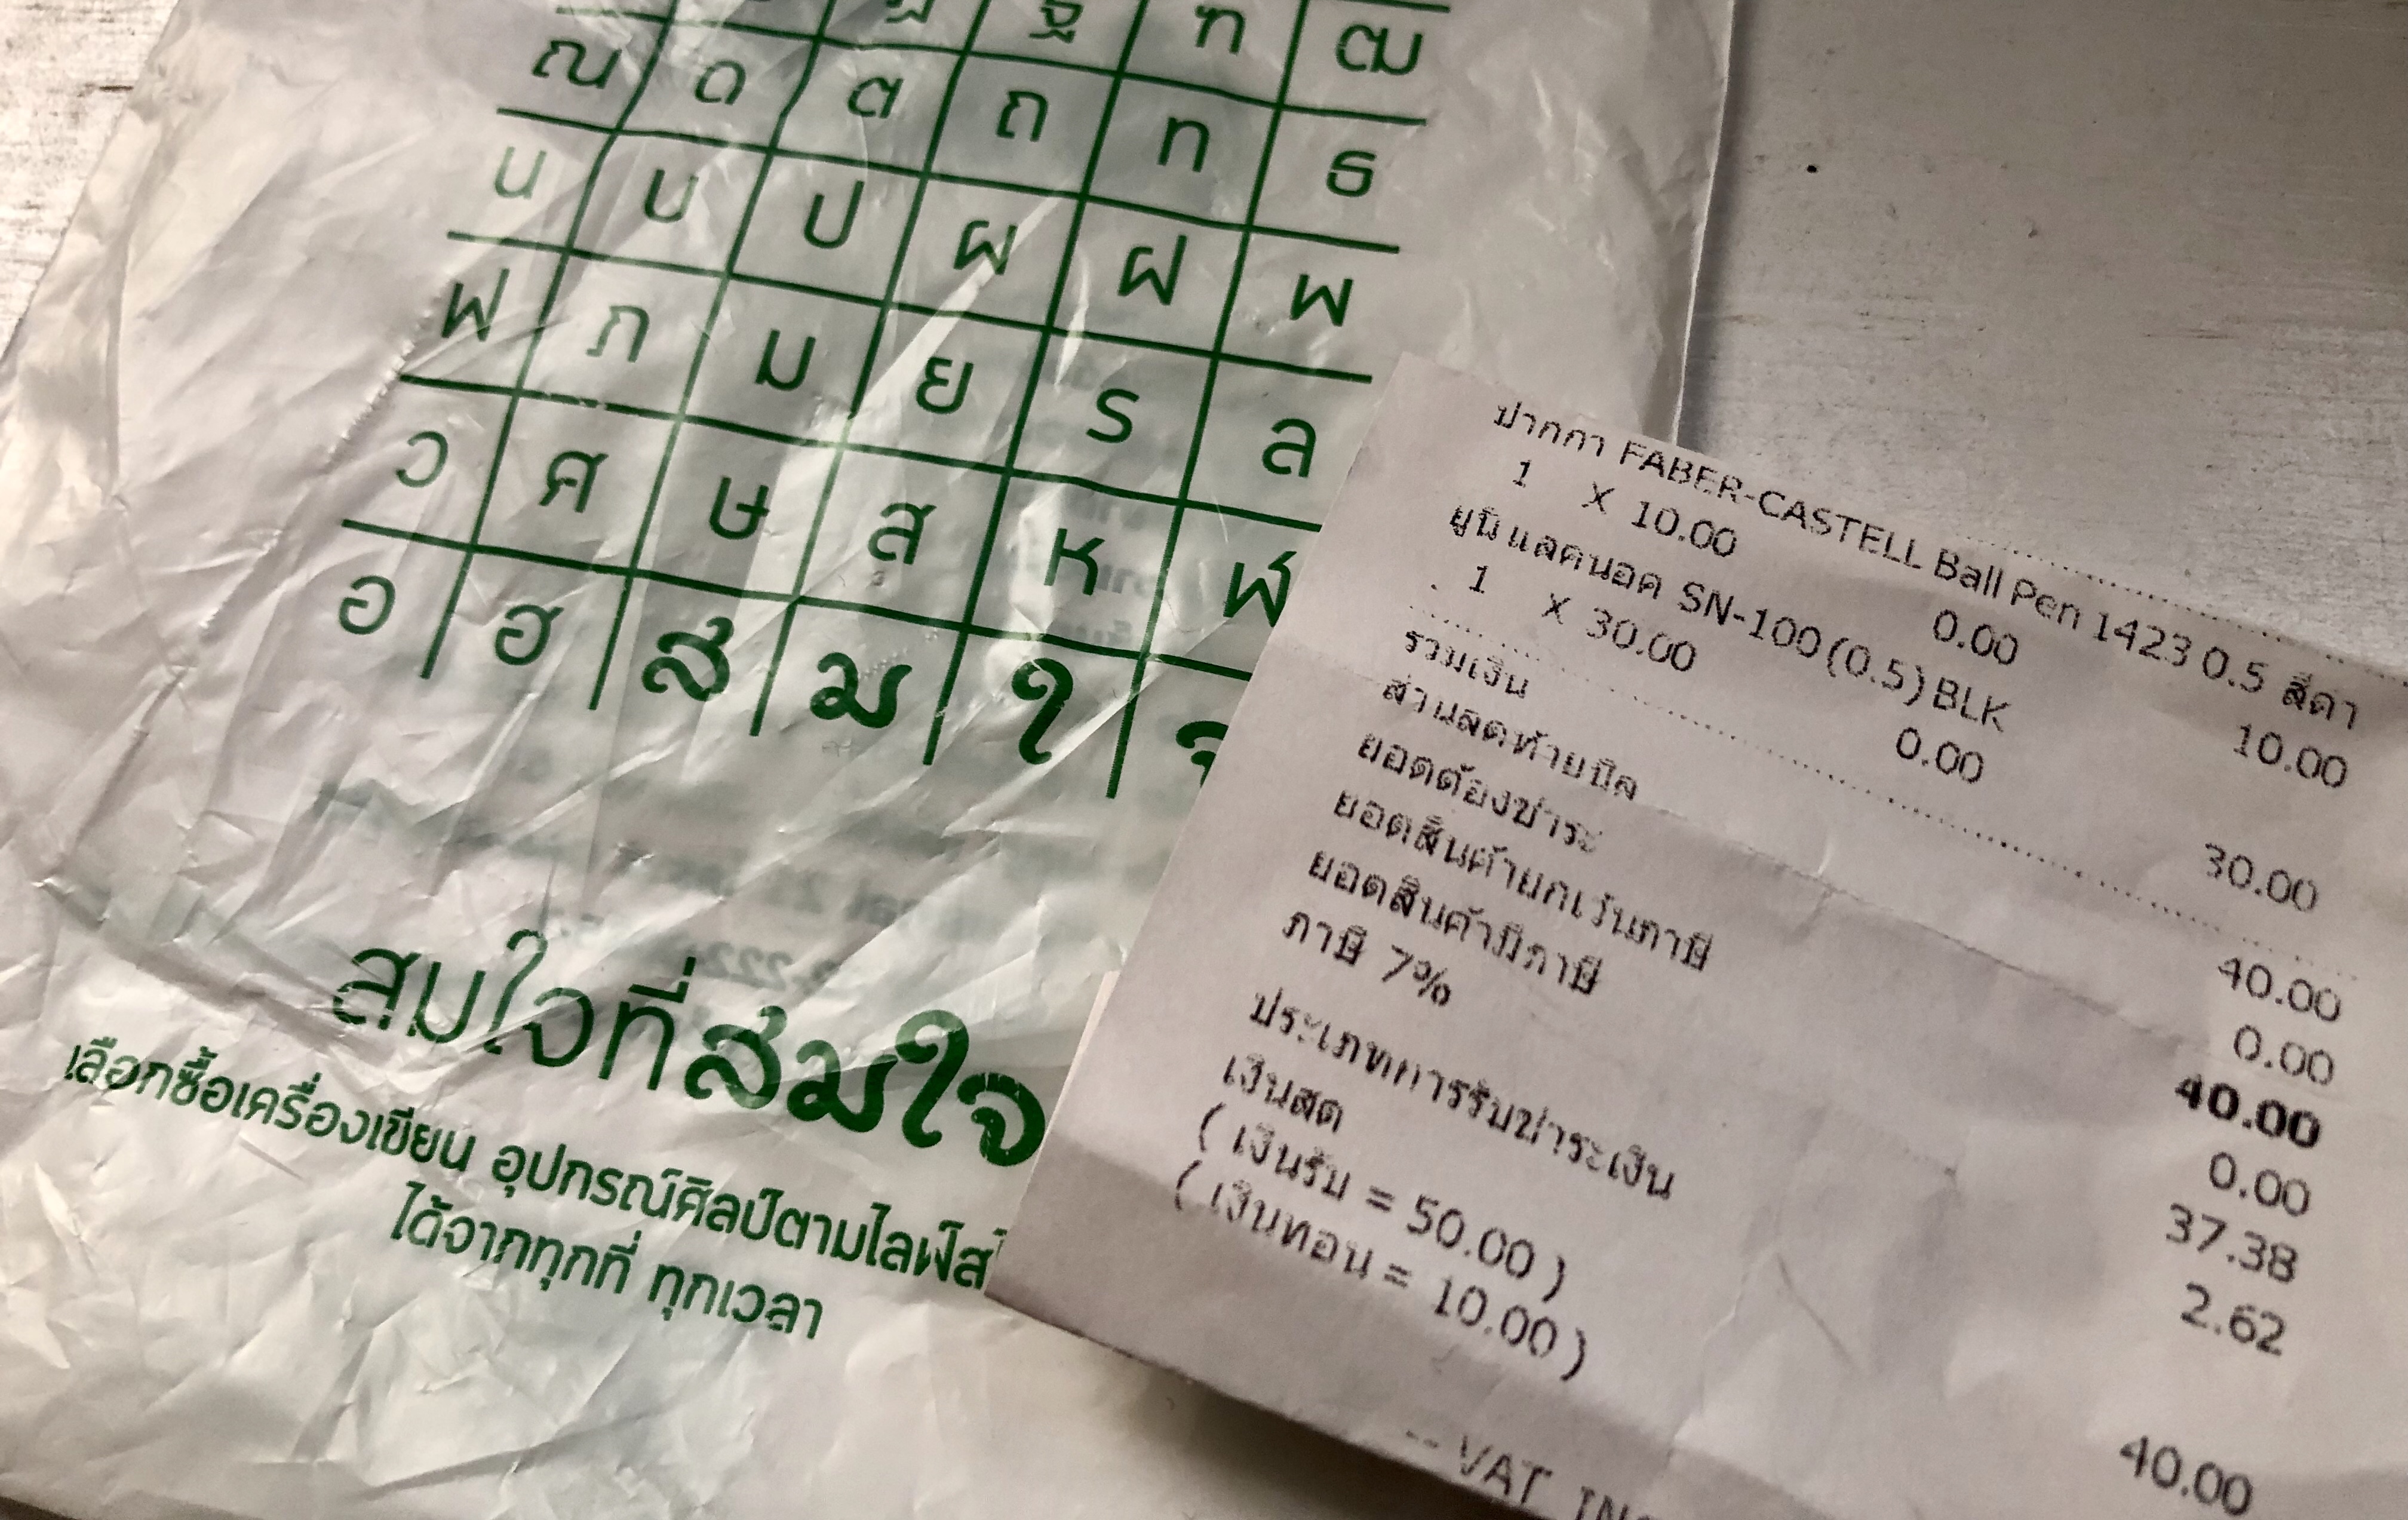 ฏ ฐ ฑ ฒ
ณ ด ต ถ ท ธ
น บ ป ผ ฝ พ
ฟ ภ ม ย ร ล
ว ศ ษ ส ห ฬ
อ ฮ ส ม ใ จ
สมใจที่สมใจ
เลือกซื้อเครื่องเขียน อุปกรณ์ศิลป์ตามไลฟ์ส
ได้จากทุกที่ ทุกเวลา
ปากกา FABER-CASTELL Ball Pen 1423 0.5 สีดำ
1 X 10.00 0.00 10.00
ยูนิแลคนอค SN-100(0.5)BLK
1 X 30.00 0.00 30.00
รวมเงิน 40.00
ส่วนลดท้ายบิล 0.00
ยอดต้องชำระ 40.00
ยอดสินค้ายกเว้นภาษี 0.00
ยอดสินค้ามีภาษี 37.38
ภาษี 7% 2.62
ประเภทการรับชำระเงิน
เงินสด 40.00
( เงินรับ = 50.00 )
( เงินทอน = 10.00 )
-- VAT